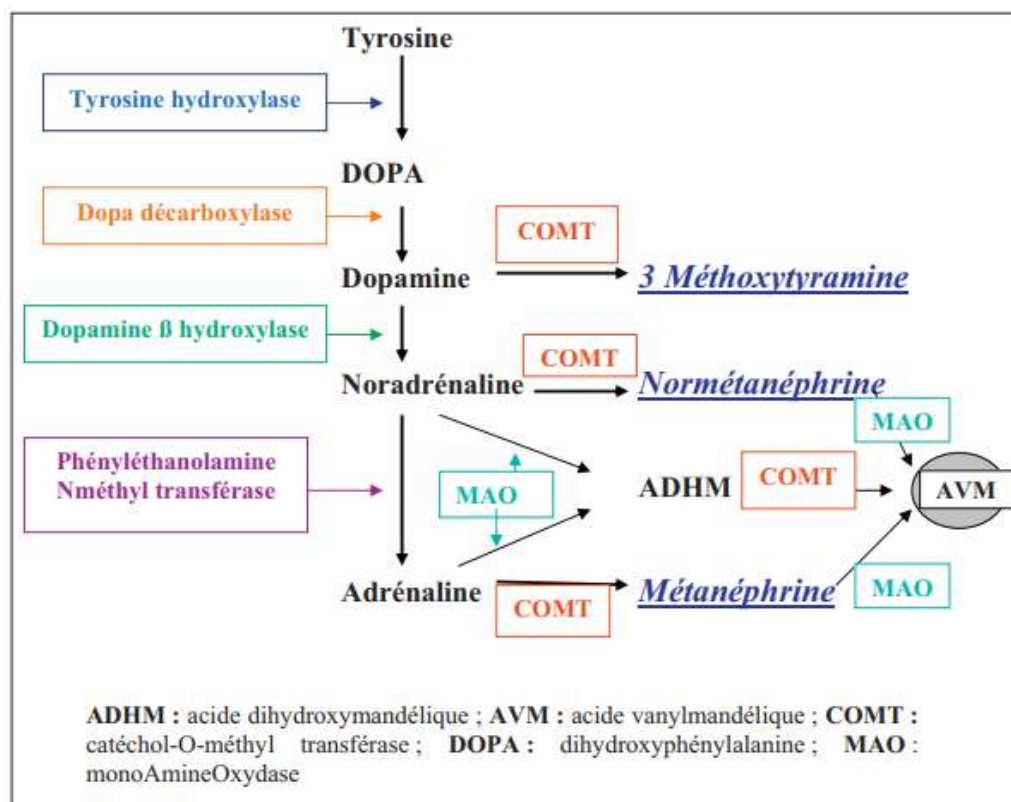 Tyrosine
Tyrosine hydroxylase
DOPA
Dopa décarboxylase
COMT
Dopamine
3 Méthoxytyramine
Dopamine ß hydroxylase
COMT
Noradrénaline
Normétanéphrine
MAO
Phényléthanolamine
Nméthyl transférase
MAO
ADHM
COMT
AVM
Adrénaline
COMT
Métanéphrine
MAO
ADHM : acide dihydroxymandélique ; AVM : acide vanylmandélique ; COMT :
catéchol-O-méthyl transférase ; DOPA : dihydroxyphénylalanine ; MAO :
monoAmineOxydase